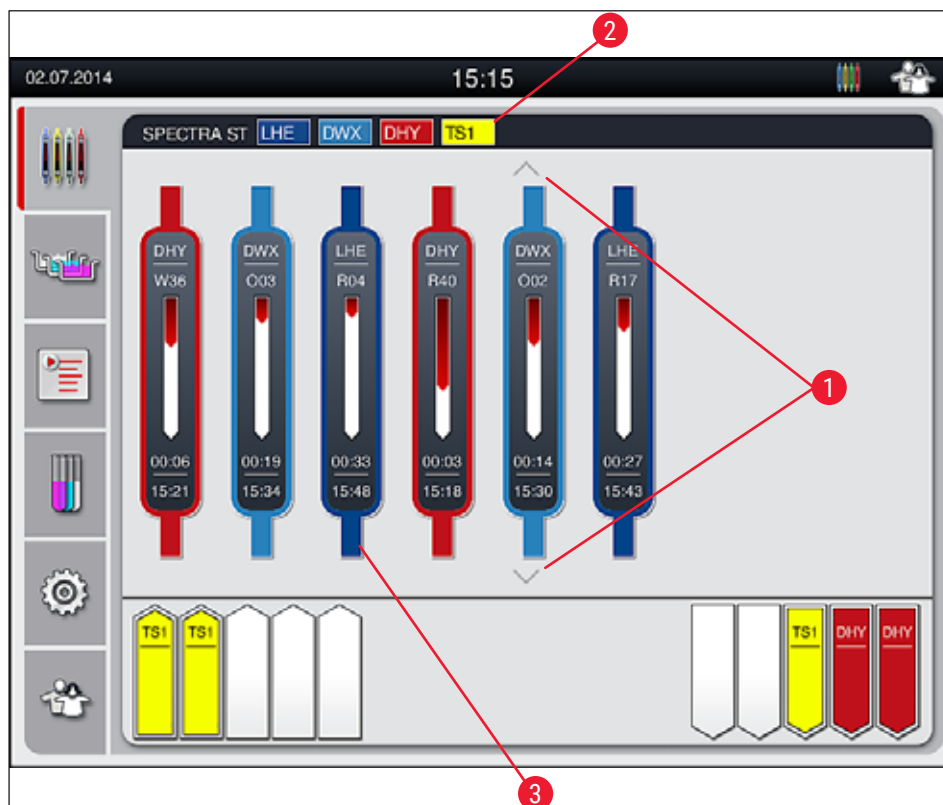 2
02.07.2014 15:15
SPECTRA ST LHE DWX DHY TS1
DHY DWX LHE DHY DWX LHE
W36 O03 R04 R40 O02 R17
1
00:06 00:19 00:33 00:03 00:14 00:27
15:21 15:34 15:48 15:18 15:30 15:43
TS1 TS1 TS1 DHY DHY
3